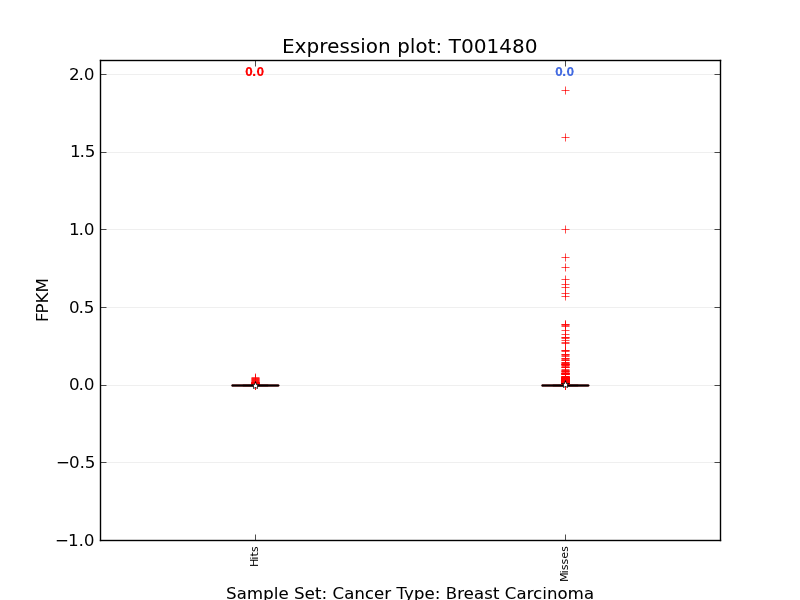 Expression plot: T001480
0.0
0.0
2.0
1.5
1.0
0.5
0.0
−0.5
−1.0
FPKM
Hits
Misses
Sample Set: Cancer Type: Breast Carcinoma